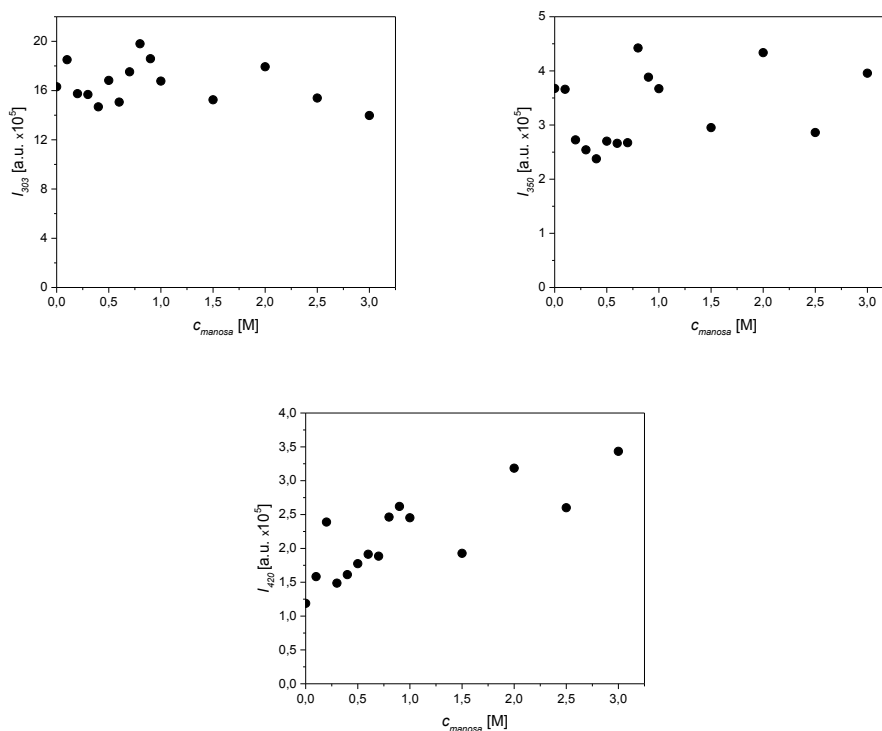 20
16
12
8
4
0
I303 [a.u. x10^5]
0,0 0,5 1,0 1,5 2,0 2,5 3,0
cmanosa [M]
5
4
3
2
1
0
I350 [a.u. x10^5]
0,0 0,5 1,0 1,5 2,0 2,5 3,0
cmanosa [M]
4,0
3,5
3,0
2,5
2,0
1,5
1,0
0,5
0,0
I420 [a.u. x10^5]
0,0 0,5 1,0 1,5 2,0 2,5 3,0
cmanosa [M]